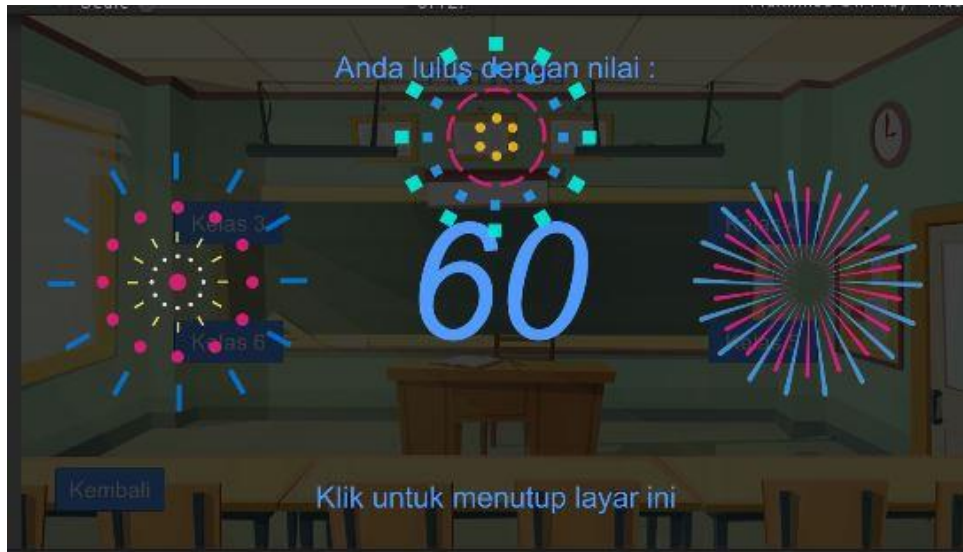 Anda lulus dengan nilai :
Kelas 3
60
Kelas 6
Kembali
Klik untuk menutup layar ini